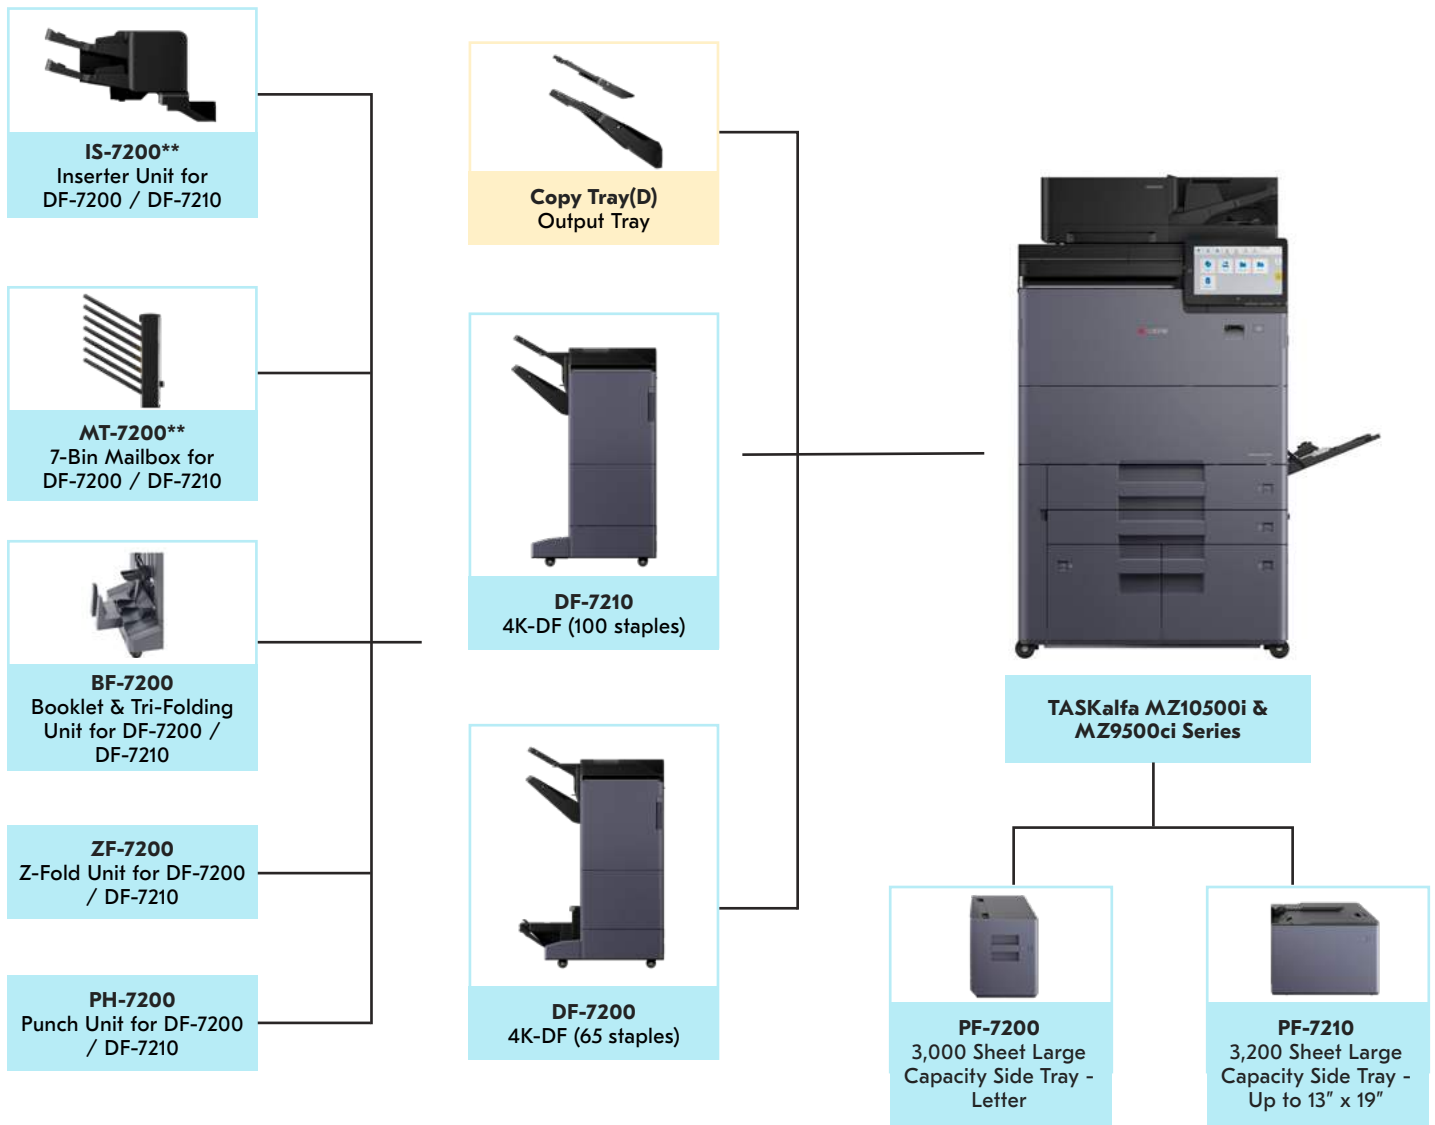 IS-7200**
Inserter Unit for
DF-7200 / DF-7210
MT-7200**
7-Bin Mailbox for
DF-7200 / DF-7210
BF-7200
Booklet & Tri-Folding
Unit for DF-7200 /
DF-7210
ZF-7200
Z-Fold Unit for DF-7200
/ DF-7210
PH-7200
Punch Unit for DF-7200
/ DF-7210
Copy Tray(D)
Output Tray
DF-7210
4K-DF (100 staples)
DF-7200
4K-DF (65 staples)
TASKalfa MZ10500i &
MZ9500ci Series
PF-7200
3,000 Sheet Large
Capacity Side Tray -
Letter
PF-7210
3,200 Sheet Large
Capacity Side Tray -
Up to 13” x 19”